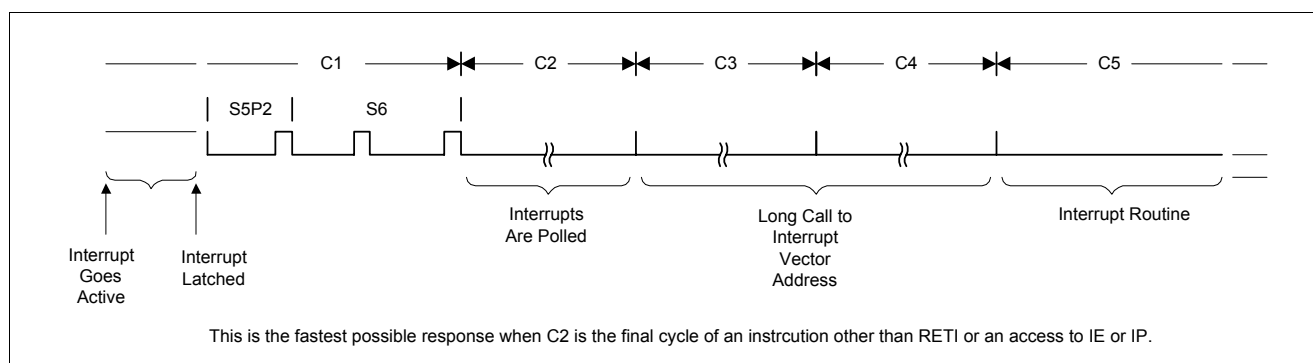 C1
C2
C3
C4
C5
S5P2
S6
Interrupt
Goes
Active
Interrupt
Latched
Interrupts
Are Polled
Long Call to
Interrupt
Vector
Address
Interrupt Routine
This is the fastest possible response when C2 is the final cycle of an instrcution other than RETI or an access to IE or IP.